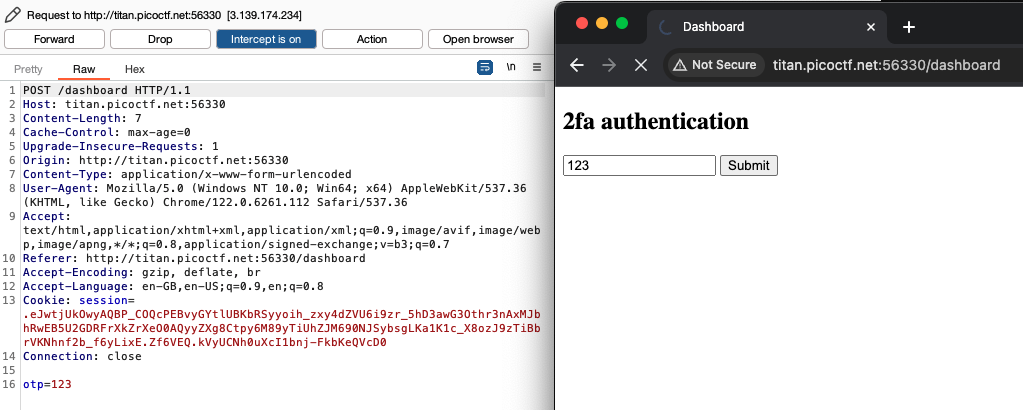 Request to http://titan.picoctf.net:56330 [3.139.174.234]
Forward Drop Intercept is on Action Open browser
Pretty Raw Hex \n
1 POST /dashboard HTTP/1.1
2 Host: titan.picoctf.net:56330
3 Content-Length: 7
4 Cache-Control: max-age=0
5 Upgrade-Insecure-Requests: 1
6 Origin: http://titan.picoctf.net:56330
7 Content-Type: application/x-www-form-urlencoded
8 User-Agent: Mozilla/5.0 (Windows NT 10.0; Win64; x64) AppleWebKit/537.36
(KHTML, like Gecko) Chrome/122.0.6261.112 Safari/537.36
9 Accept:
text/html,application/xhtml+xml,application/xml;q=0.9,image/avif,image/web
p,image/apng,*/*;q=0.8,application/signed-exchange;v=b3;q=0.7
10 Referer: http://titan.picoctf.net:56330/dashboard
11 Accept-Encoding: gzip, deflate, br
12 Accept-Language: en-GB,en-US;q=0.9,en;q=0.8
13 Cookie: session=
.eJwtjUkOwyAQBP_COQcPEBvyGYtlUBKbRSyyoih_zxy4dZVU6i9zr_5hD3awG3Othr3nAxMJb
hRwEB5U2GDRFrXkZrXeO0AQyyZXg8Ctpy6M89yTiUhZJM690NJSybsgLKa1K1c_X8ozJ9zTiBb
rVKNhnf2b_f6yLixE.Zf6VEQ.kVyUCNh0uXcI1bnj-FkbKeQVcD0
14 Connection: close
15
16 otp=123
Dashboard
Not Secure titan.picoctf.net:56330/dashboard
2fa authentication
123 Submit